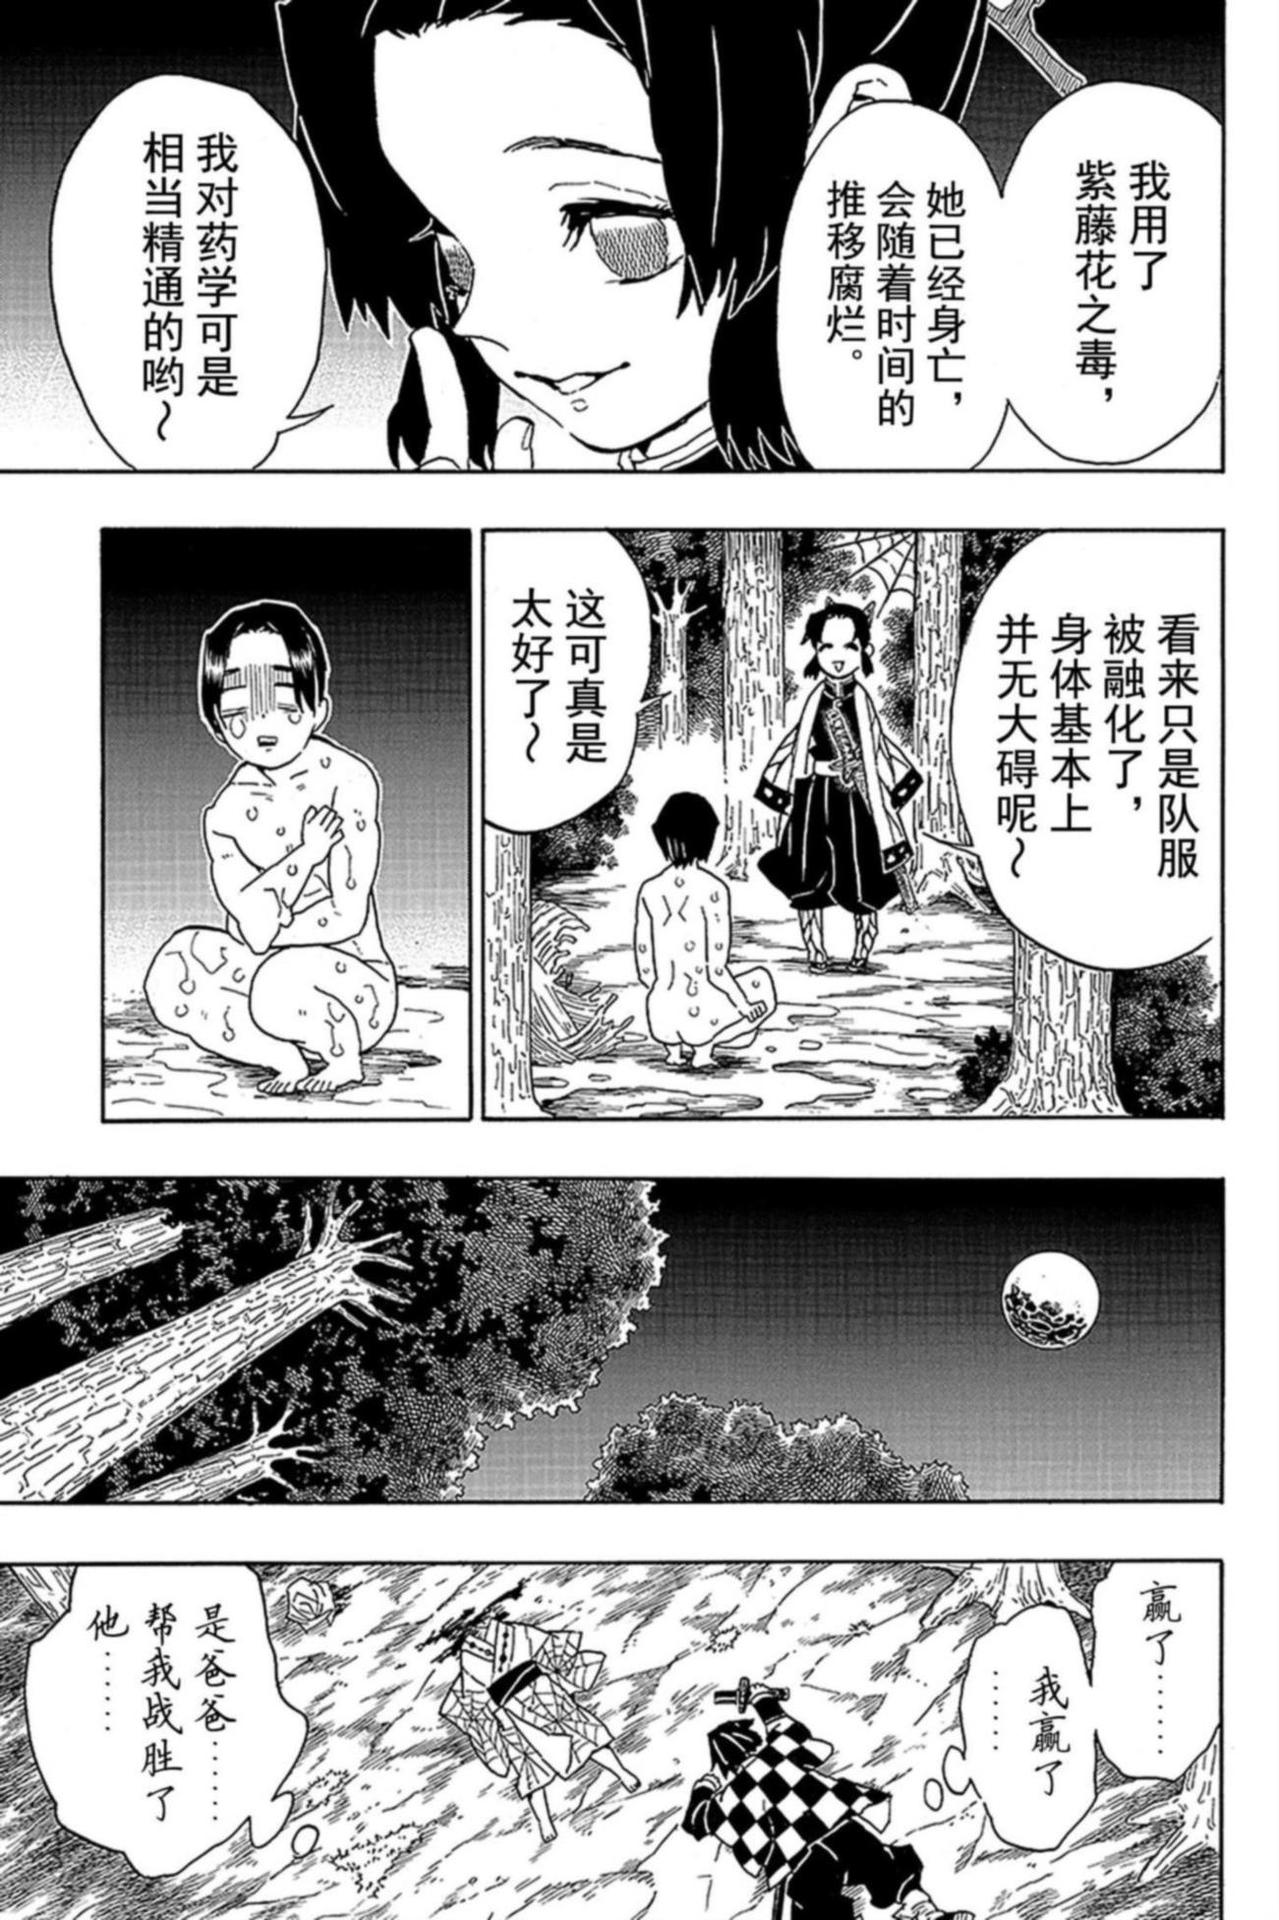 我用了
紫藤花之毒，
她已经身亡，
会随着时间的
推移腐烂。
我对药学可是
相当精通的哟～
看来只是队服
被融化了，
身体基本上
并无大碍呢～
这可真是
太好了～
赢了……
我赢了
……
是爸爸……
帮我战胜了
他……